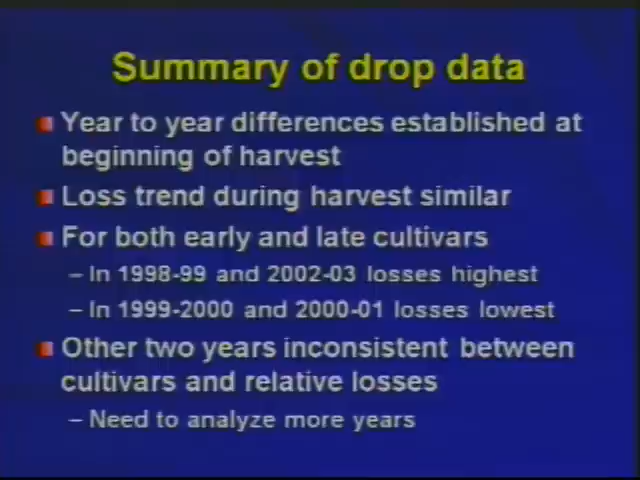 Summary of drop data
Year to year differences established at
beginning of harvest
Loss trend during harvest similar
For both early and late cultivars
– In 1998-99 and 2002-03 losses highest
– In 1999-2000 and 2000-01 losses lowest
Other two years inconsistent between
cultivars and relative losses
– Need to analyze more years